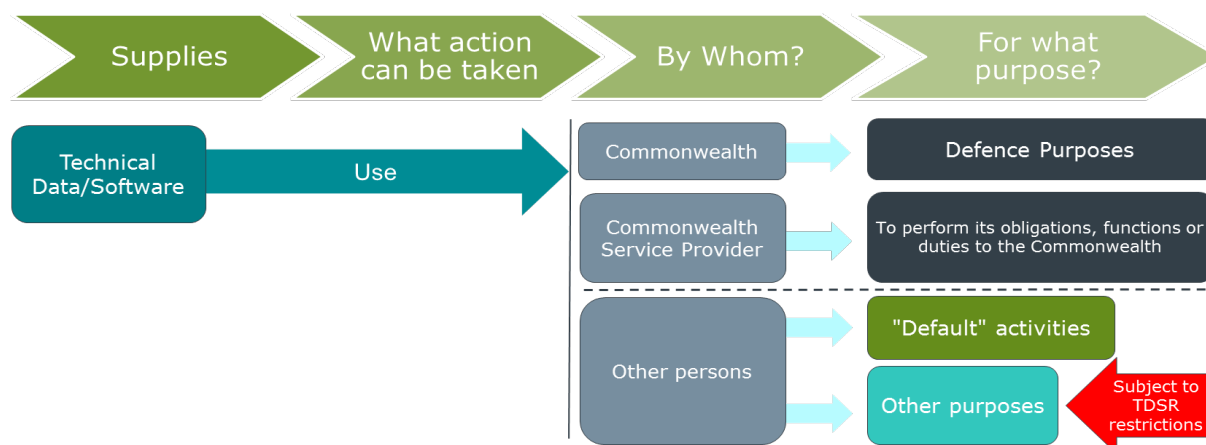 Supplies
What action
can be taken
By Whom?
For what
purpose?
Technical
Data/Software
Use
Commonwealth
Defence Purposes
Commonwealth
Service Provider
To perform its obligations, functions or
duties to the Commonwealth
Other persons
"Default" activities
Other purposes
Subject to
TDSR
restrictions